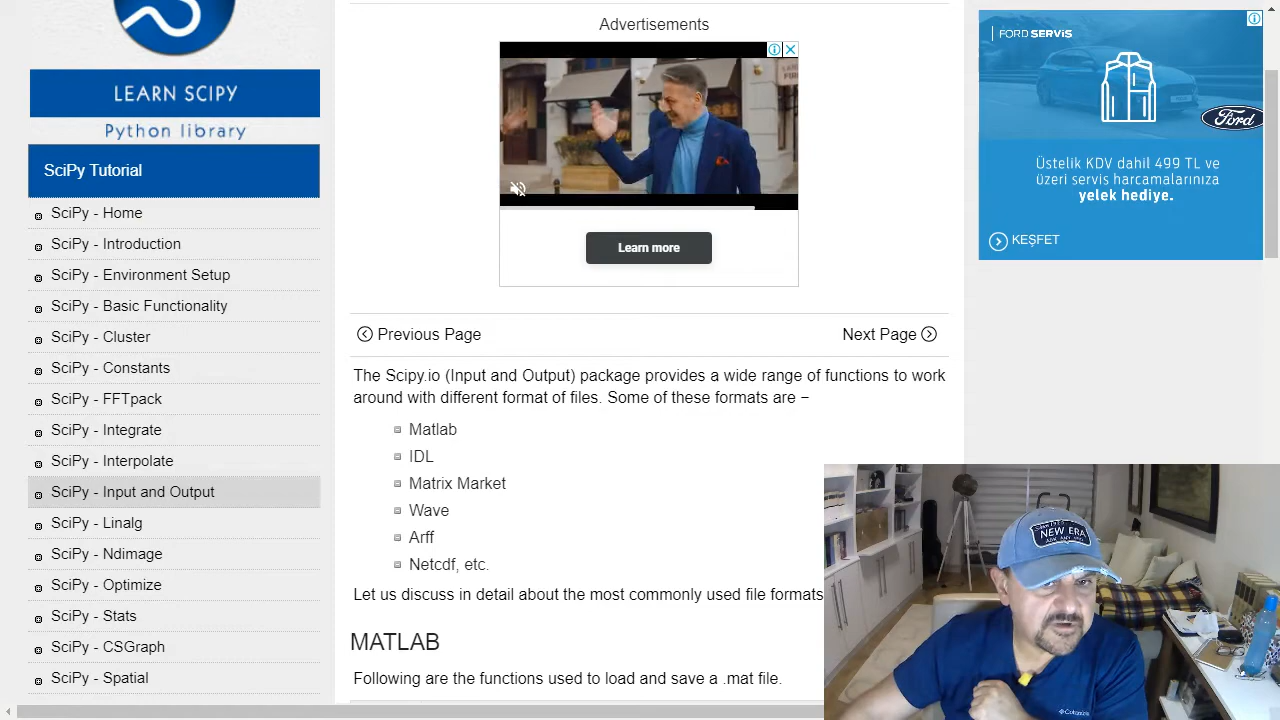 LEARN SCIPY
Python library
SciPy Tutorial
SciPy - Home
SciPy - Introduction
SciPy - Environment Setup
SciPy - Basic Functionality
SciPy - Cluster
SciPy - Constants
SciPy - FFTpack
SciPy - Integrate
SciPy - Interpolate
SciPy - Input and Output
SciPy - Linalg
SciPy - Ndimage
SciPy - Optimize
SciPy - Stats
SciPy - CSGraph
SciPy - Spatial
Advertisements
Learn more
Previous Page
Next Page
The Scipy.io (Input and Output) package provides a wide range of functions to work
around with different format of files. Some of these formats are −
Matlab
IDL
Matrix Market
Wave
Arff
Netcdf, etc.
Let us discuss in detail about the most commonly used file formats
MATLAB
Following are the functions used to load and save a .mat file.
FORD SERVİS
Ford
Üstelik KDV dahil 499 TL ve
üzeri servis harcamalarınıza
yelek hediye.
KEŞFET
NEW ERA